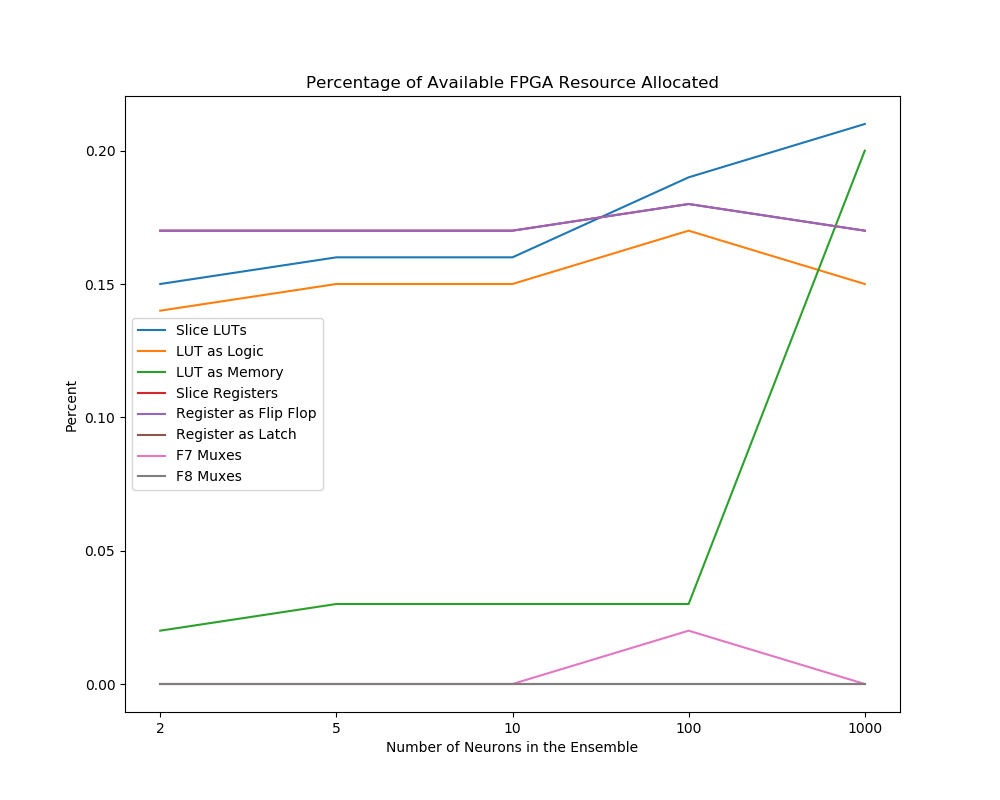 Percentage of Available FPGA Resource Allocated
0.20
0.15
0.10
0.05
0.00
Percent
Slice LUTs
LUT as Logic
LUT as Memory
Slice Registers
Register as Flip Flop
Register as Latch
F7 Muxes
F8 Muxes
2 5 10 100 1000
Number of Neurons in the Ensemble